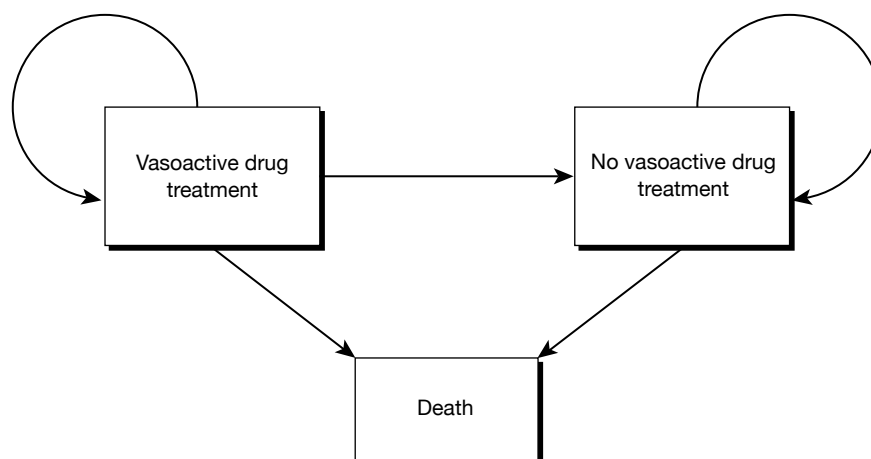 Vasoactive drug
treatment
No vasoactive drug
treatment
Death